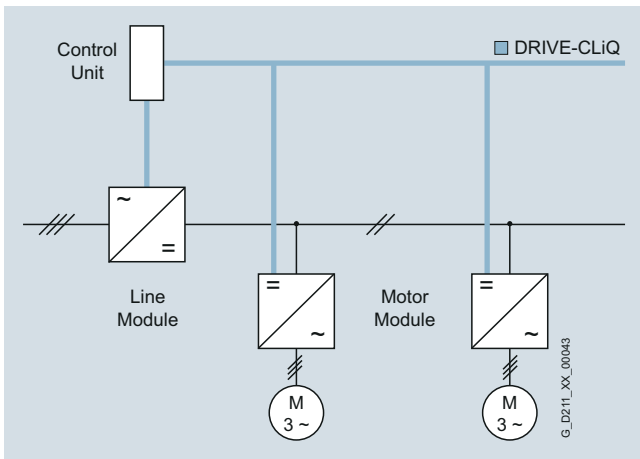 Control
Unit
DRIVE-CLiQ
~
=
Line
Module
=
~
Motor
Module
=
~
M
3 ~
M
3 ~
G_D211_XX_00043